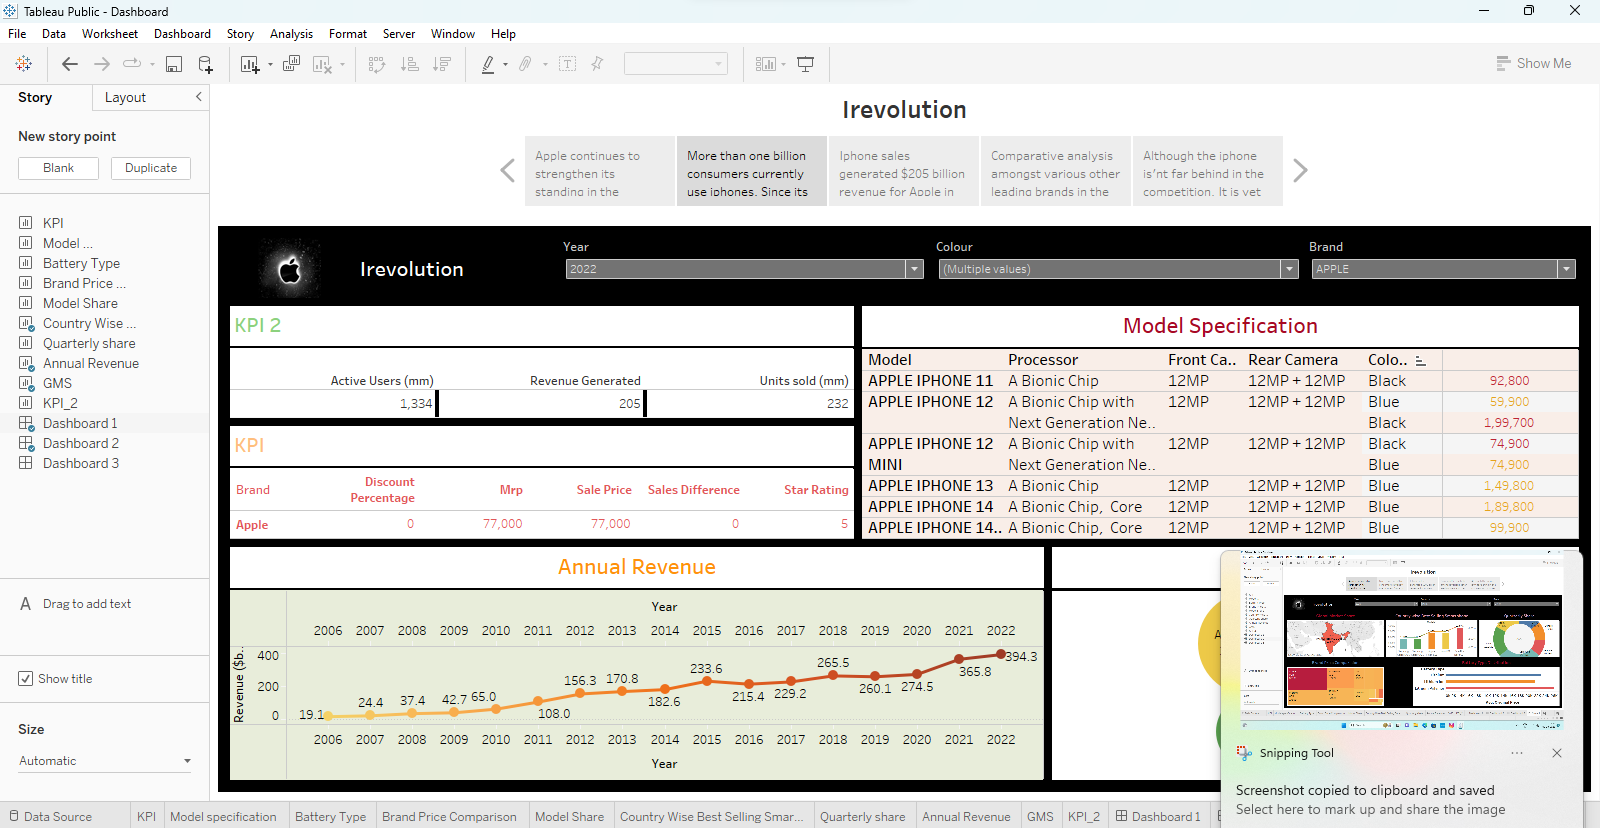 Tableau Public - Dashboard
File Data Worksheet Dashboard Story Analysis Format Server Window Help
Show Me
Story Layout
New story point
Blank Duplicate
KPI
Model ...
Battery Type
Brand Price ...
Model Share
Country Wise ...
Quarterly share
Annual Revenue
GMS
KPI_2
Dashboard 1
Dashboard 2
Dashboard 3
A Drag to add text
Show title
Size
Automatic
Irevolution
Apple continues to
strengthen its
standing in the
More than one billion
consumers currently
use iphones. Since its
Iphone sales
generated $205 billion
revenue for Apple in
Comparative analysis
amongst various other
leading brands in the
Although the iphone
is'nt far behind in the
competition. It is yet
Irevolution
Year
2022
Colour
(Multiple values)
Brand
APPLE
KPI 2
Active Users (mm) Revenue Generated Units sold (mm)
1,334 205 232
KPI
Brand Discount Percentage Mrp Sale Price Sales Difference Star Rating
Apple 0 77,000 77,000 0 5
Model Specification
Model Processor Front Ca.. Rear Camera Colo..
APPLE IPHONE 11 A Bionic Chip 12MP 12MP + 12MP Black 92,800
APPLE IPHONE 12 A Bionic Chip with 12MP 12MP + 12MP Blue 59,900
Next Generation Ne.. Black 1,99,700
APPLE IPHONE 12 A Bionic Chip with 12MP 12MP + 12MP Black 74,900
MINI Next Generation Ne.. Blue 74,900
APPLE IPHONE 13 A Bionic Chip 12MP 12MP + 12MP Blue 1,49,800
APPLE IPHONE 14 A Bionic Chip, Core 12MP 12MP + 12MP Blue 1,89,800
APPLE IPHONE 14.. A Bionic Chip, Core 12MP 12MP + 12MP Blue 99,900
Annual Revenue
Year
2006 2007 2008 2009 2010 2011 2012 2013 2014 2015 2016 2017 2018 2019 2020 2021 2022
Revenue ($b..
400
200
0
19.1 24.4 37.4 42.7 65.0 108.0 156.3 170.8 182.6 233.6 215.4 229.2 265.5 260.1 274.5 365.8 394.3
2006 2007 2008 2009 2010 2011 2012 2013 2014 2015 2016 2017 2018 2019 2020 2021 2022
Year
Snipping Tool
Screenshot copied to clipboard and saved
Select here to mark up and share the image
Data Source KPI Model specification Battery Type Brand Price Comparison Model Share Country Wise Best Selling Smar... Quarterly share Annual Revenue GMS KPI_2 Dashboard 1